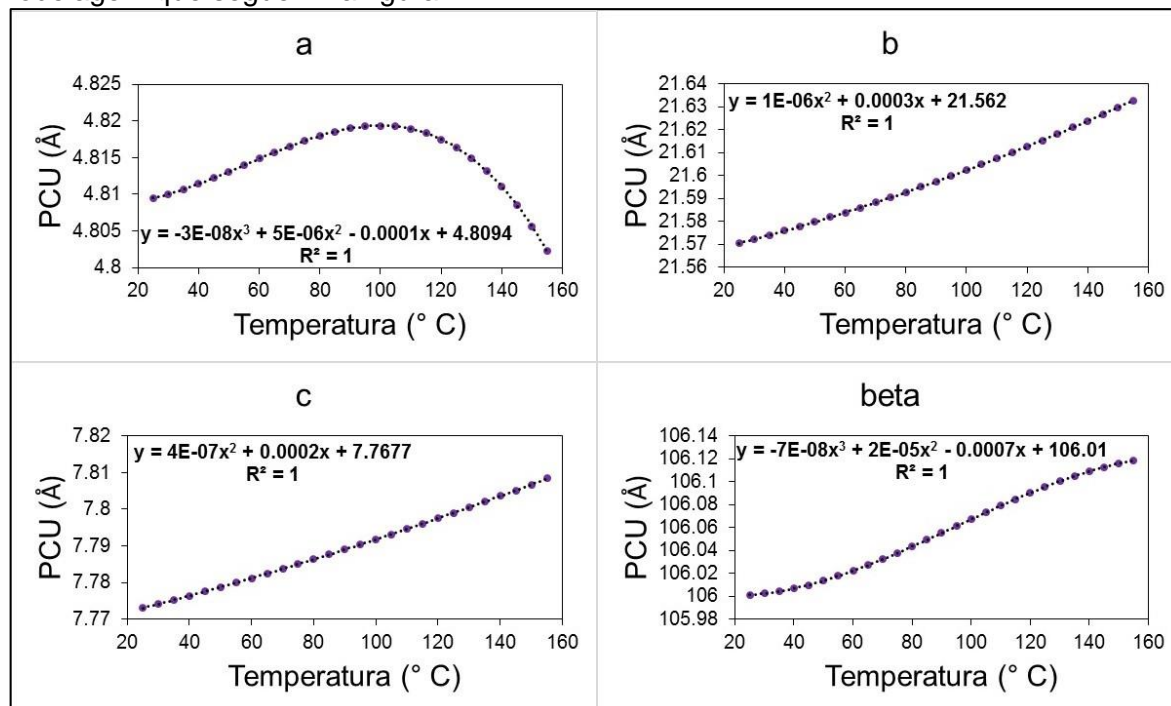 a
4.825
4.82
4.815
4.81
4.805
4.8
PCU (Å)
y = -3E-08x³ + 5E-06x² - 0.0001x + 4.8094
R² = 1
20 40 60 80 100 120 140 160
Temperatura (° C)
b
21.64
21.63
21.62
21.61
21.6
21.59
21.58
21.57
21.56
PCU (Å)
y = 1E-06x² + 0.0003x + 21.562
R² = 1
20 40 60 80 100 120 140 160
Temperatura (° C)
c
7.82
7.81
7.8
7.79
7.78
7.77
PCU (Å)
y = 4E-07x² + 0.0002x + 7.7677
R² = 1
20 40 60 80 100 120 140 160
Temperatura (° C)
beta
106.14
106.12
106.1
106.08
106.06
106.04
106.02
106
105.98
PCU (Å)
y = -7E-08x³ + 2E-05x² - 0.0007x + 106.01
R² = 1
20 40 60 80 100 120 140 160
Temperatura (° C)